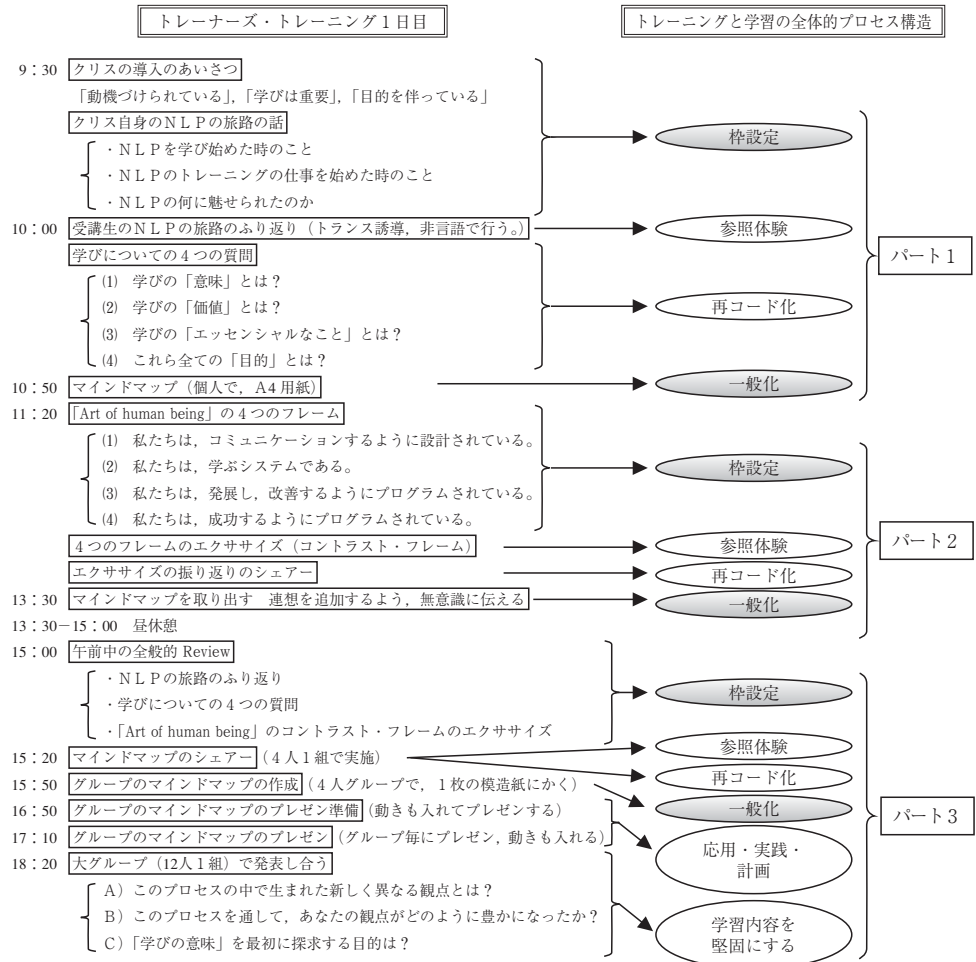 トレーナーズ・トレーニング１日目
トレーニングと学習の全体的プロセス構造
9：30 クリスの導入のあいさつ
「動機づけられている」，「学びは重要」，「目的を伴っている」
クリス自身のＮＬＰの旅路の話
・ＮＬＰを学び始めた時のこと
・ＮＬＰのトレーニングの仕事を始めた時のこと
・ＮＬＰの何に魅せられたのか
枠設定
10：00 受講生のＮＬＰの旅路のふり返り（トランス誘導，非言語で行う。）
参照体験
学びについての４つの質問
⑴ 学びの「意味」とは？
⑵ 学びの「価値」とは？
⑶ 学びの「エッセンシャルなこと」とは？
⑷ これら全ての「目的」とは？
再コード化
10：50 マインドマップ（個人で，A4 用紙）
一般化
パート１
11：20 「Art of human being」の４つのフレーム
⑴ 私たちは，コミュニケーションするように設計されている。
⑵ 私たちは，学ぶシステムである。
⑶ 私たちは，発展し，改善するようにプログラムされている。
⑷ 私たちは，成功するようにプログラムされている。
枠設定
４つのフレームのエクササイズ（コントラスト・フレーム）
参照体験
エクササイズの振り返りのシェアー
再コード化
13：30 マインドマップを取り出す　連想を追加するよう，無意識に伝える
一般化
パート２
13：30－15：00 昼休憩
15：00 午前中の全般的 Review
・ＮＬＰの旅路のふり返り
・学びについての４つの質問
・「Art of human being」のコントラスト・フレームのエクササイズ
枠設定
15：20 マインドマップのシェアー（４人１組で実施）
参照体験
再コード化
15：50 グループのマインドマップの作成（４人グループで，１枚の模造紙にかく）
一般化
16：50 グループのマインドマップのプレゼン準備（動きも入れてプレゼンする）
17：10 グループのマインドマップのプレゼン（グループ毎にプレゼン，動きも入れる）
応用・実践・
計画
18：20 大グループ（12人１組）で発表し合う
Ａ）このプロセスの中で生まれた新しく異なる観点とは？
Ｂ）このプロセスを通して，あなたの観点がどのように豊かになったか？
Ｃ）「学びの意味」を最初に探求する目的は？
学習内容を
堅固にする
パート３